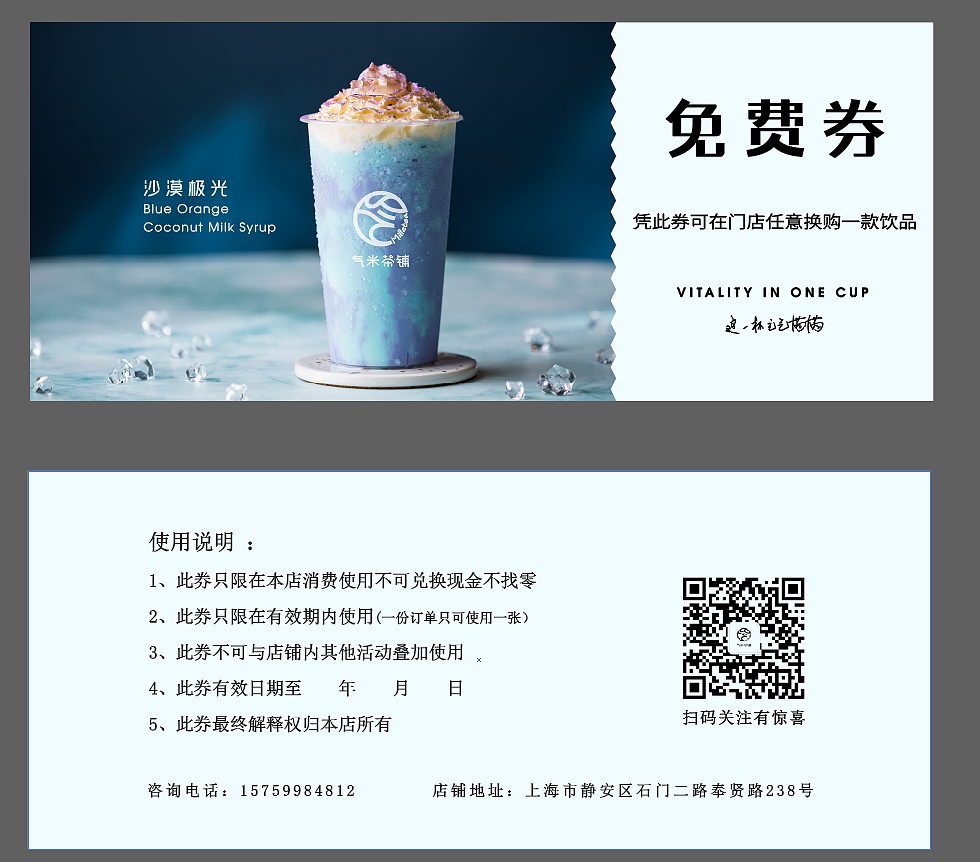 沙漠极光
Blue Orange
Coconut Milk Syrup
Milletea
气米茶铺
免费券
凭此券可在门店任意换购一款饮品
VITALITY IN ONE CUP
使用说明 ：
1、此券只限在本店消费使用不可兑换现金不找零
2、此券只限在有效期内使用(一份订单只可使用一张）
3、此券不可与店铺内其他活动叠加使用
4、此券有效日期至 年 月 日
5、此券最终解释权归本店所有
扫码关注有惊喜
咨询电话：15759984812
店铺地址：上海市静安区石门二路奉贤路238号